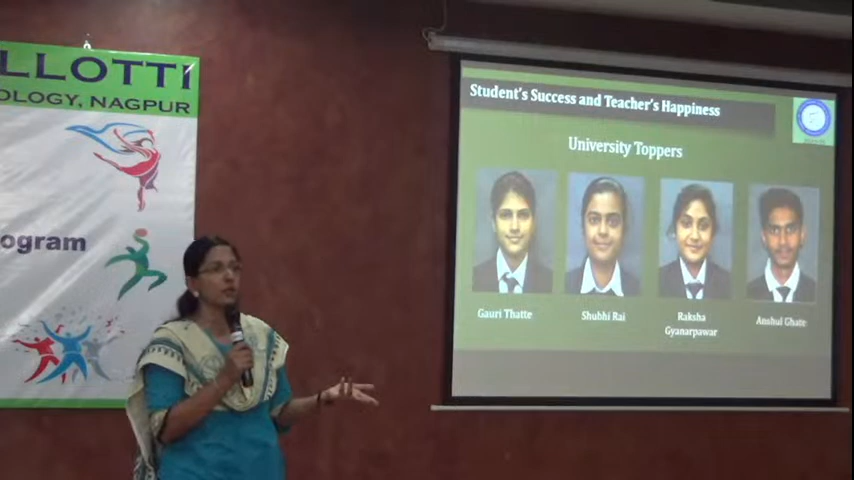 LLOTTI
OLOGY, NAGPUR
ogram
Student's Success and Teacher's Happiness
University Toppers
Gauri Thatte
Shubhi Rai
Raksha
Gyanarpawar
Anshul Ghate